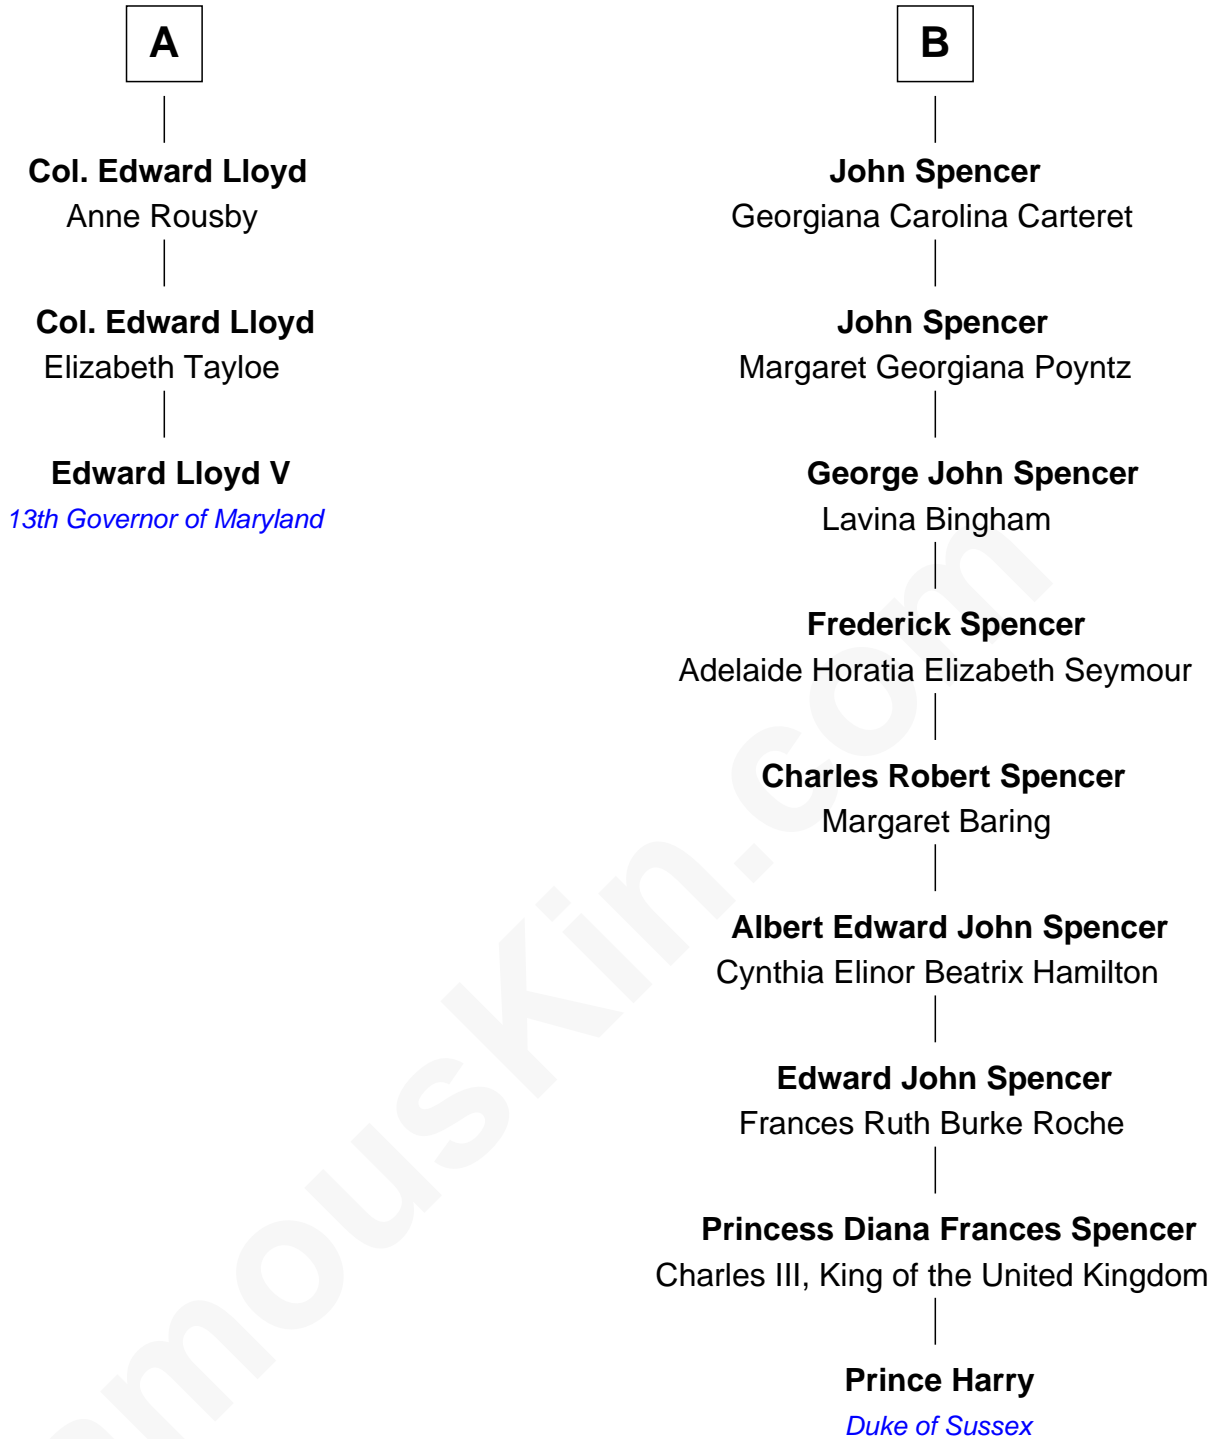 A
Col. Edward Lloyd
Anne Rousby
Col. Edward Lloyd
Elizabeth Tayloe
Edward Lloyd V
13th Governor of Maryland
B
John Spencer
Georgiana Carolina Carteret
John Spencer
Margaret Georgiana Poyntz
George John Spencer
Lavina Bingham
Frederick Spencer
Adelaide Horatia Elizabeth Seymour
Charles Robert Spencer
Margaret Baring
Albert Edward John Spencer
Cynthia Elinor Beatrix Hamilton
Edward John Spencer
Frances Ruth Burke Roche
Princess Diana Frances Spencer
Charles III, King of the United Kingdom
Prince Harry
Duke of Sussex
amousKin.com